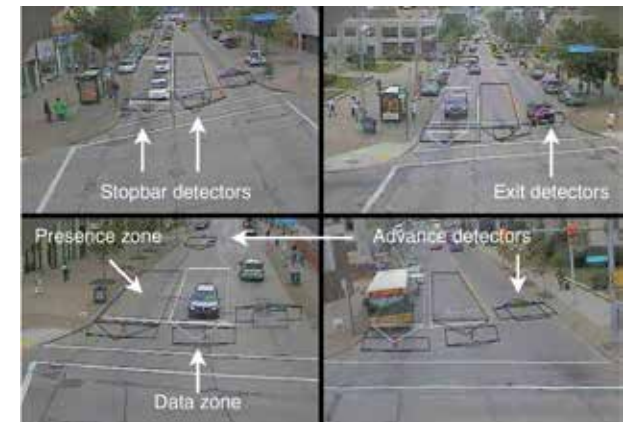 Stopbar detectors
Exit detectors
Presence zone
Advance detectors
Data zone